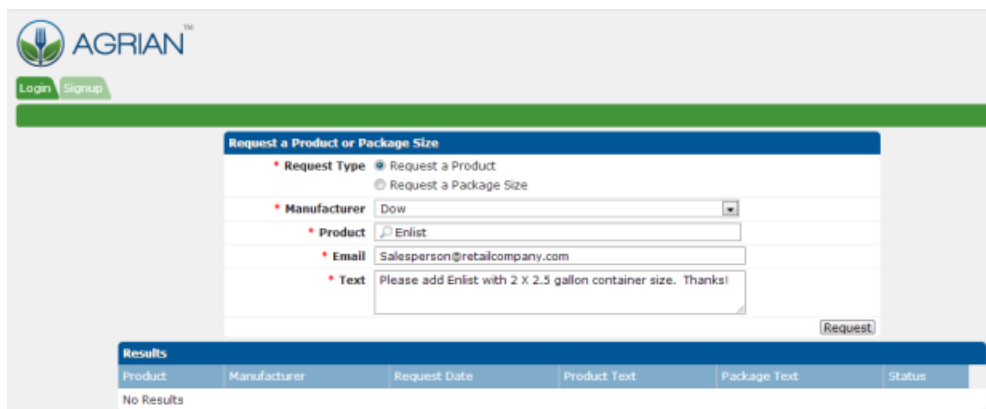 AGRIAN™
Login Signup
Request a Product or Package Size
* Request Type Request a Product
Request a Package Size
* Manufacturer Dow
* Product Enlist
* Email Salesperson@retailcompany.com
* Text Please add Enlist with 2 X 2.5 gallon container size. Thanks!
Request
Results
Product Manufacturer Request Date Product Text Package Text Status
No Results